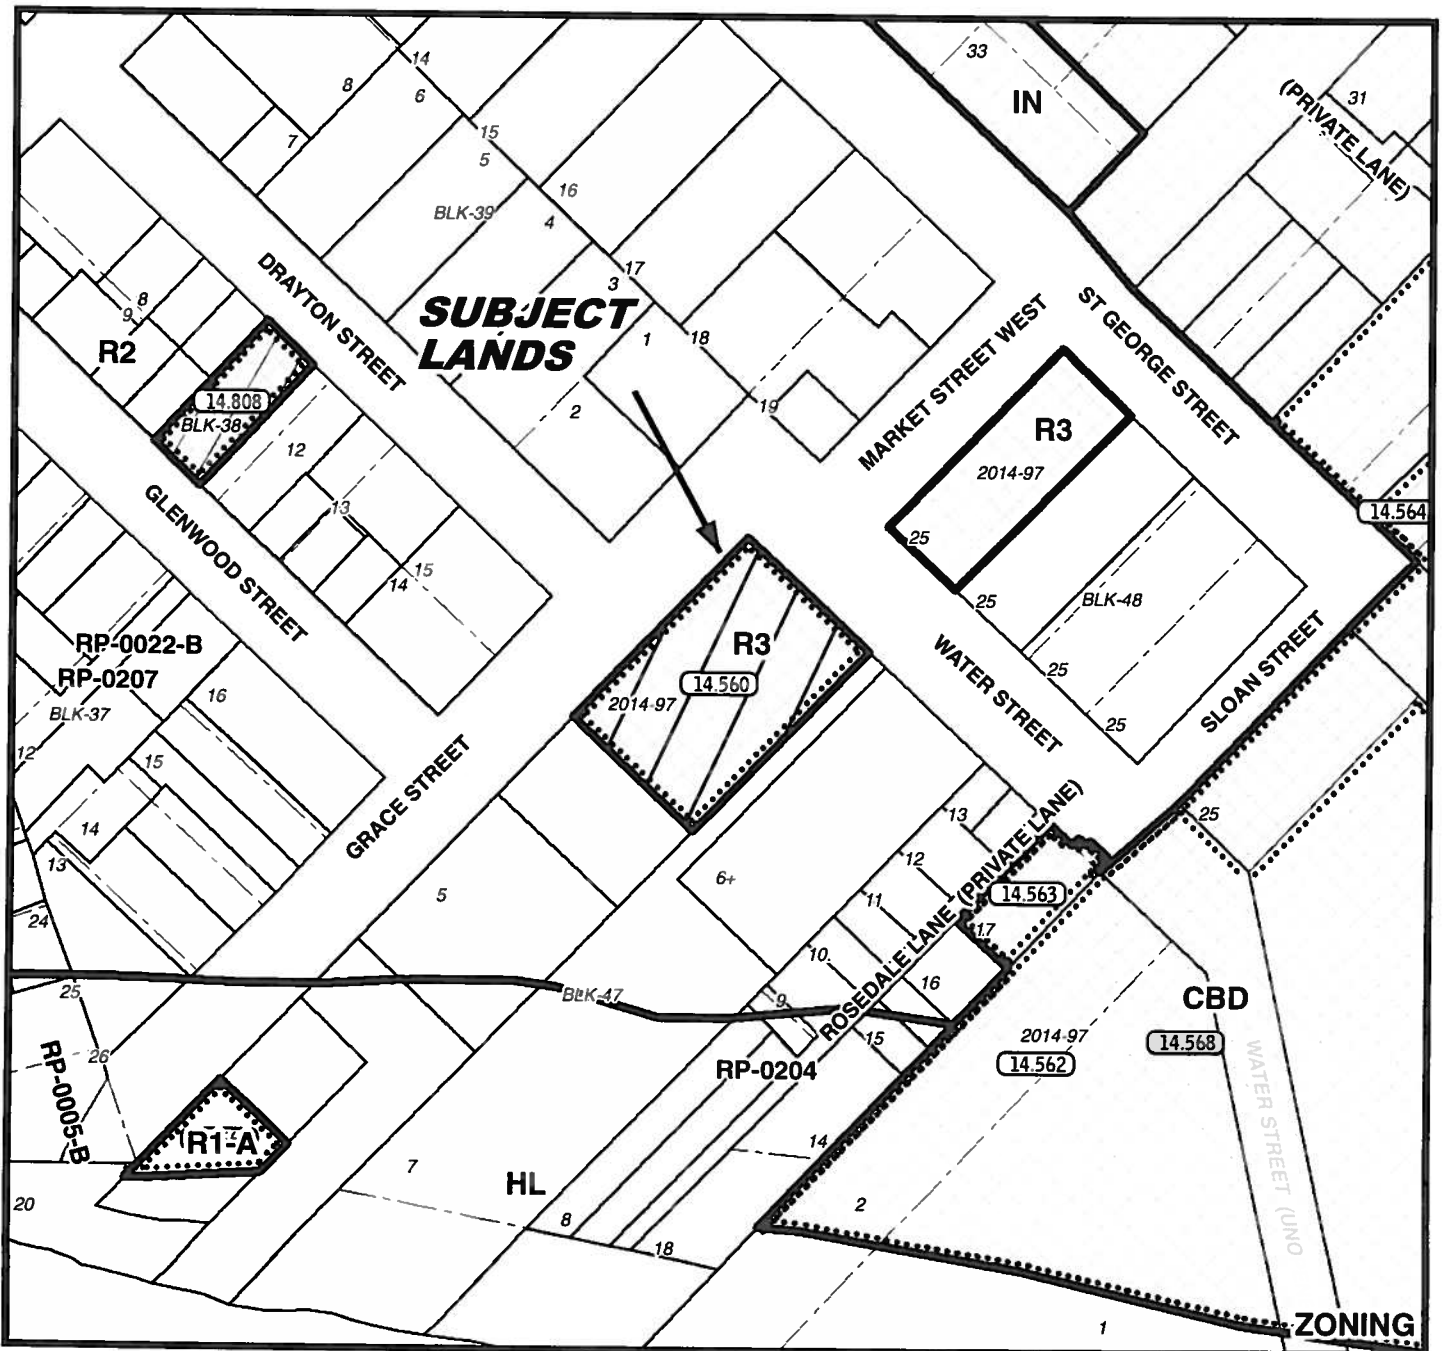 14
33
8
6
IN
31
(PRIVATE LANE)
7
15
5
16
BLK-39
4
17
3
DRAYTON STREET
SUBJECT
LANDS
8
9
R2
1
18
MARKET STREET WEST
ST GEORGE STREET
14.808
BLK-38
2
19
R3
2014-97
12
13
14.564
GLENWOOD STREET
25
15
14
25
BLK-48
RP-0022-B
RP-0207
R3
14.560
2014-97
WATER STREET
SLOAN STREET
25
BLK-37
16
12
25
15
GRACE STREET
14
13
13
25
12
6+
11
14.563
ROSEDALE LANE (PRIVATE LANE)
5
24
17
10
16
25
BLK-47
9
CBD
2014-97
14.568
15
14.562
26
RP-0005-B
RP-0204
WATER STREET (UNO
R1-A
14
7
HL
20
2
8
18
1
ZONING